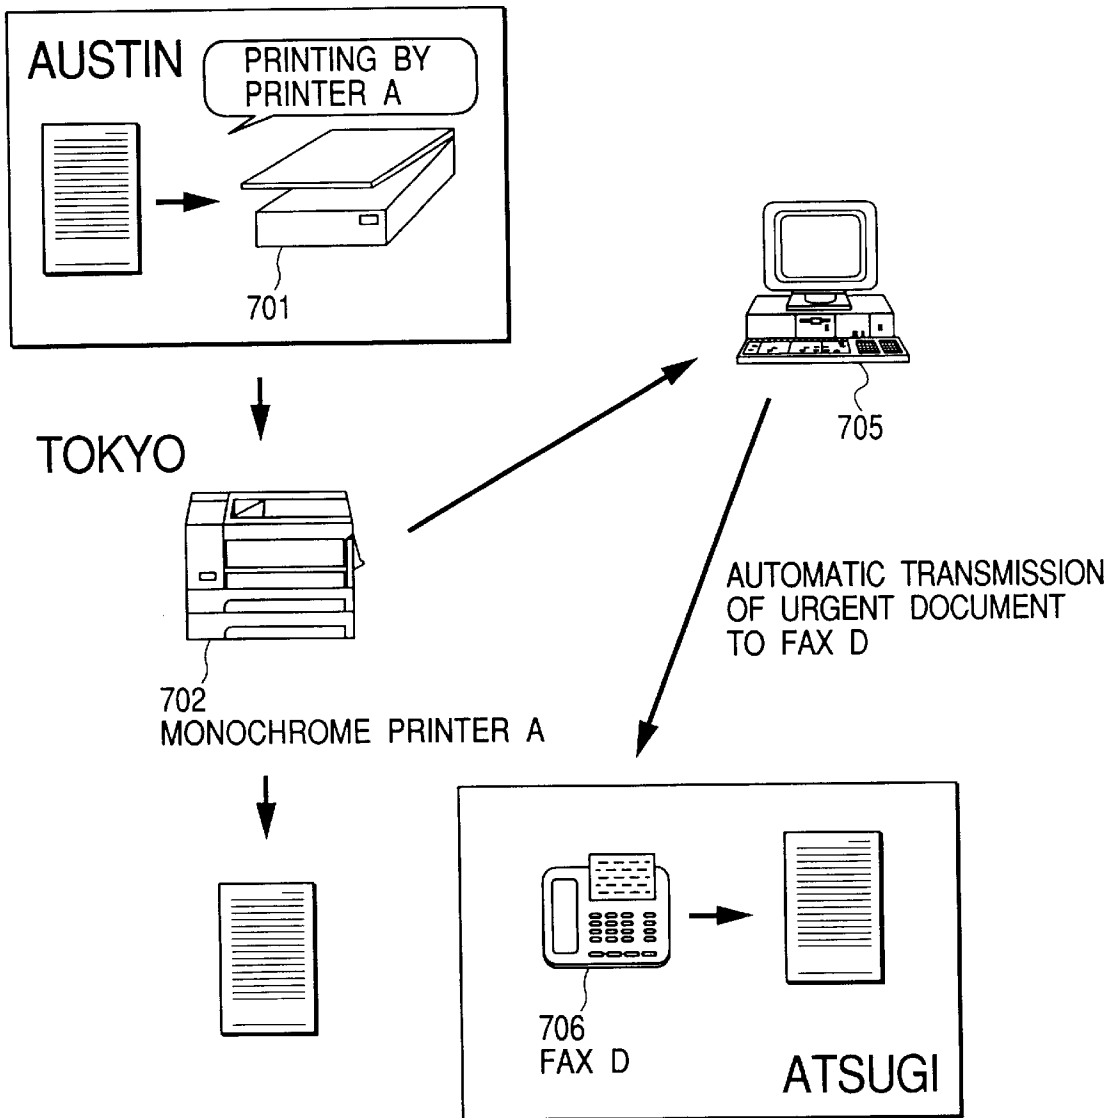 AUSTIN
PRINTING BY
PRINTER A
701
705
TOKYO
AUTOMATIC TRANSMISSION
OF URGENT DOCUMENT
TO FAX D
702
MONOCHROME PRINTER A
706
FAX D
ATSUGI